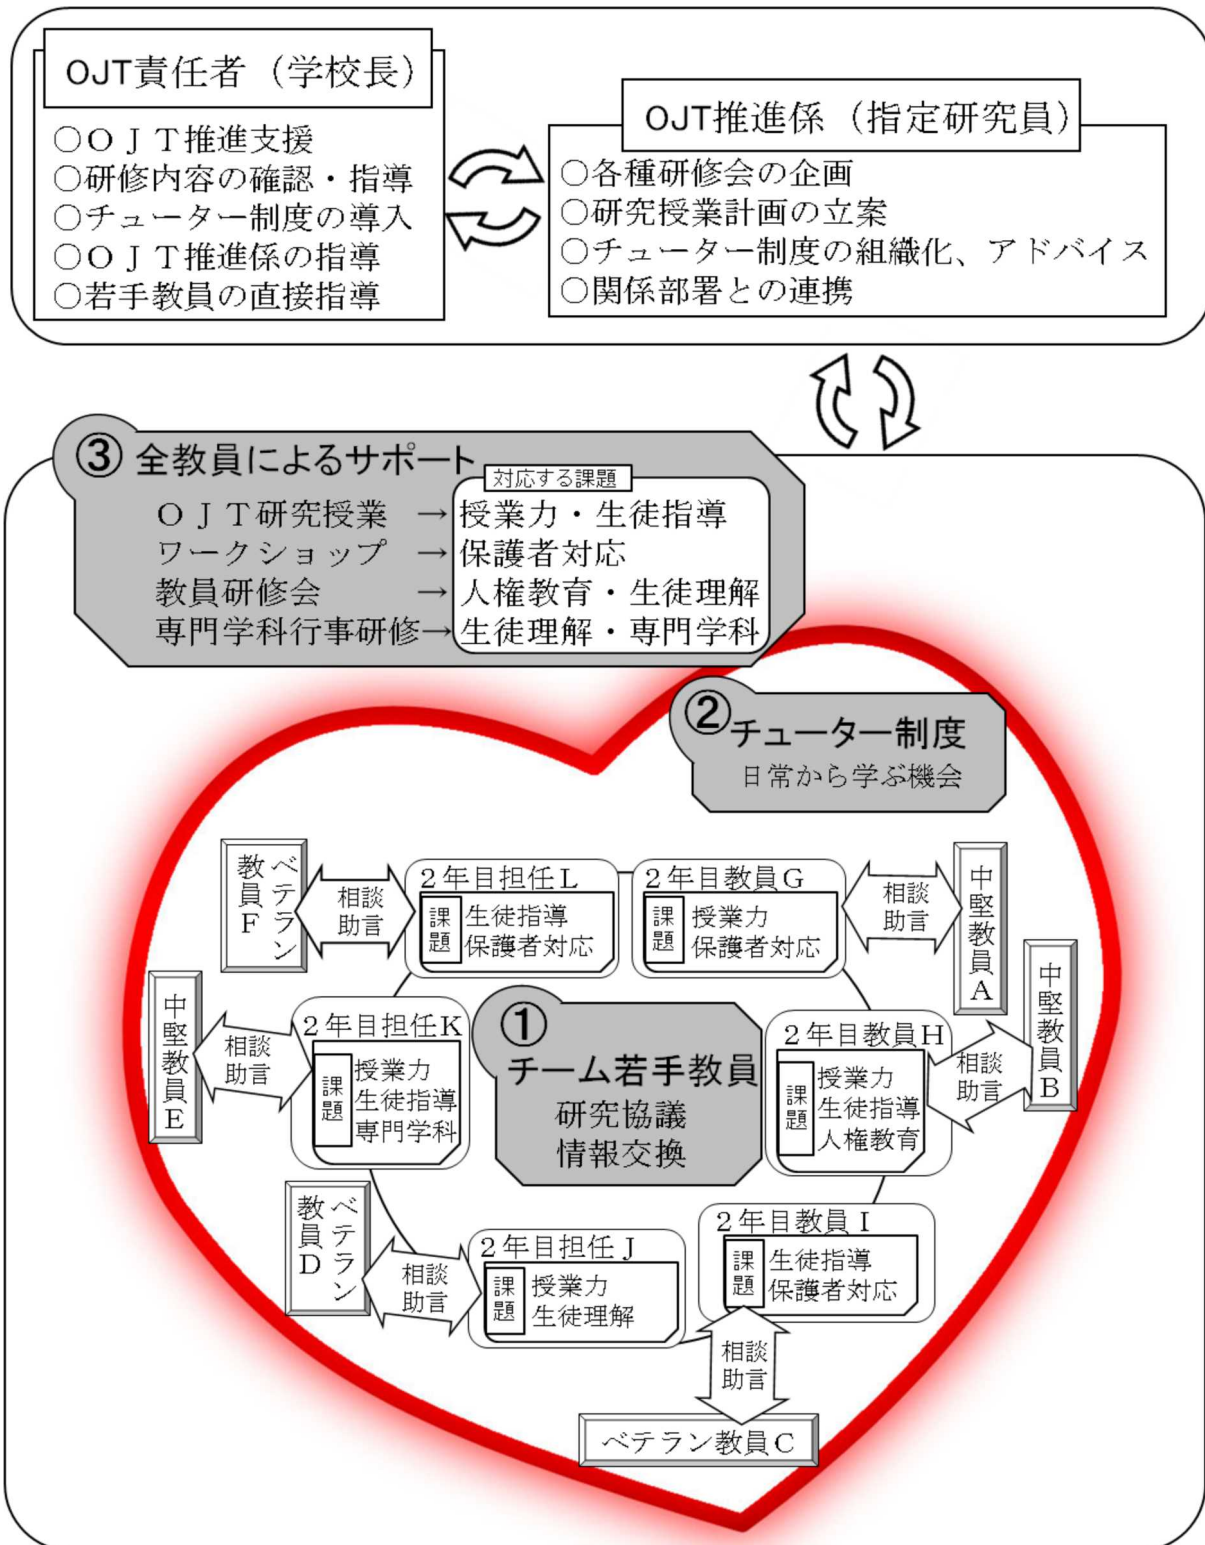 OJT責任者（学校長）
○ＯＪＴ推進支援
○研修内容の確認・指導
○チューター制度の導入
○ＯＪＴ推進係の指導
○若手教員の直接指導
OJT推進係（指定研究員）
○各種研修会の企画
○研究授業計画の立案
○チューター制度の組織化、アドバイス
○関係部署との連携
③ 全教員によるサポート
対応する課題
ＯＪＴ研究授業 → 授業力・生徒指導
ワークショップ → 保護者対応
教員研修会 → 人権教育・生徒理解
専門学科行事研修→ 生徒理解・専門学科
②チューター制度
日常から学ぶ機会
ベテラン教員F
相談
助言
２年目担任L
課題
生徒指導
保護者対応
２年目教員G
課題
授業力
保護者対応
相談
助言
中堅教員A
中堅教員E
相談
助言
２年目担任K
課題
授業力
生徒指導
専門学科
①
チーム若手教員
研究協議
情報交換
２年目教員H
課題
授業力
生徒指導
人権教育
相談
助言
中堅教員B
ベテラン教員D
相談
助言
２年目担任J
課題
授業力
生徒理解
２年目教員I
課題
生徒指導
保護者対応
相談
助言
ベテラン教員C